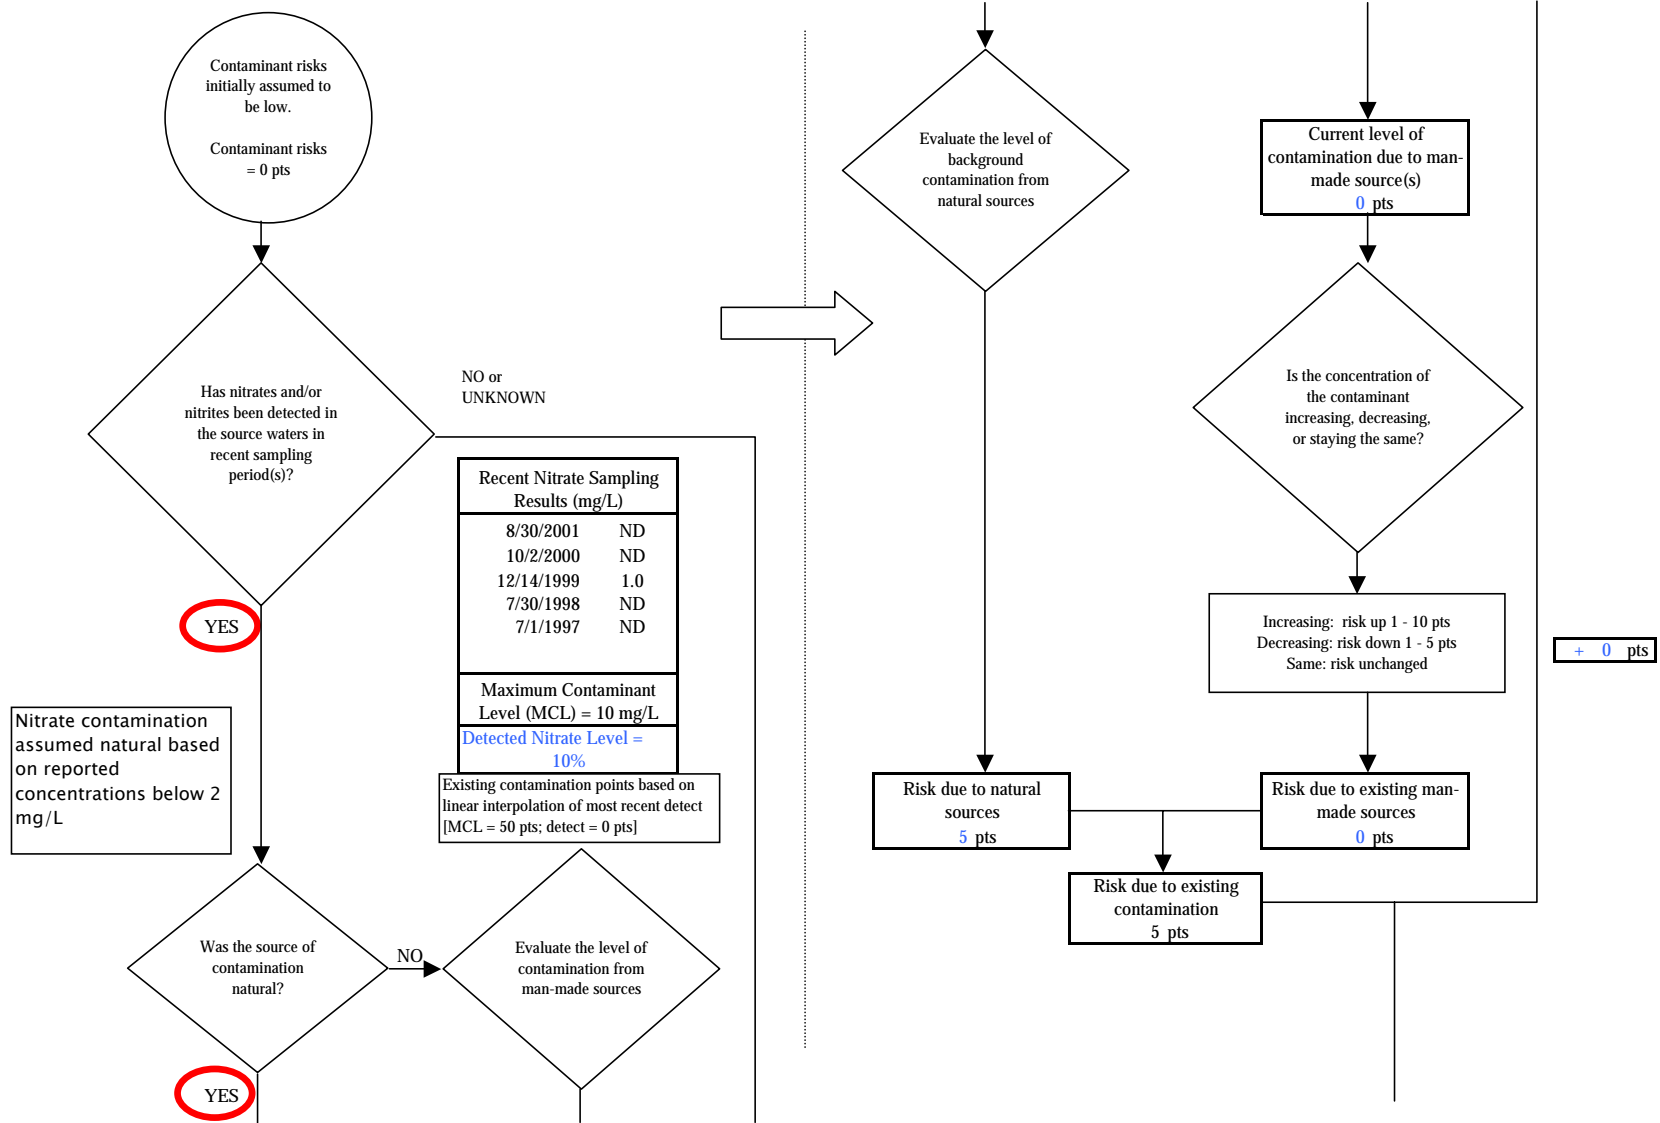 Contaminant risks
initially assumed to
be low.
Contaminant risks
= 0 pts
Has nitrates and/or
nitrites been detected in
the source waters in
recent sampling
period(s)?
NO or
UNKNOWN
YES
Recent Nitrate Sampling
Results (mg/L)
8/30/2001 ND
10/2/2000 ND
12/14/1999 1.0
7/30/1998 ND
7/1/1997 ND
Maximum Contaminant
Level (MCL) = 10 mg/L
Detected Nitrate Level =
10%
Existing contamination points based on
linear interpolation of most recent detect
[MCL = 50 pts; detect = 0 pts]
Nitrate contamination
assumed natural based
on reported
concentrations below 2
mg/L
Was the source of
contamination
natural?
NO
Evaluate the level of
contamination from
man-made sources
YES
Evaluate the level of
background
contamination from
natural sources
Current level of
contamination due to man-
made source(s)
0 pts
Is the concentration of
the contaminant
increasing, decreasing,
or staying the same?
Increasing: risk up 1 - 10 pts
Decreasing: risk down 1 - 5 pts
Same: risk unchanged
+ 0 pts
Risk due to natural
sources
5 pts
Risk due to existing man-
made sources
0 pts
Risk due to existing
contamination
5 pts